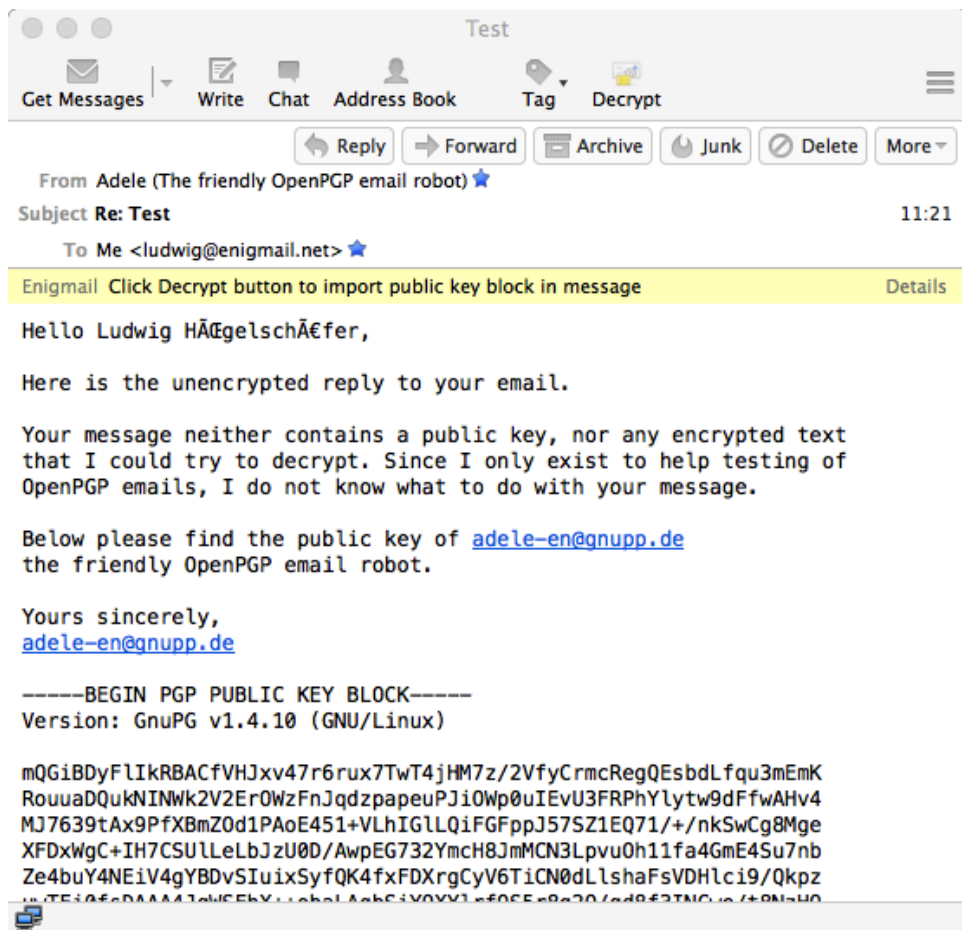 Test
Get Messages Write Chat Address Book Tag Decrypt
Reply Forward Archive Junk Delete More
From Adele (The friendly OpenPGP email robot)
Subject Re: Test 11:21
To Me <ludwig@enigmail.net>
Enigmail Click Decrypt button to import public key block in message Details
Hello Ludwig HÃŒgelschÃ€fer,
Here is the unencrypted reply to your email.
Your message neither contains a public key, nor any encrypted text
that I could try to decrypt. Since I only exist to help testing of
OpenPGP emails, I do not know what to do with your message.
Below please find the public key of adele-en@gnupp.de
the friendly OpenPGP email robot.
Yours sincerely,
adele-en@gnupp.de
-----BEGIN PGP PUBLIC KEY BLOCK-----
Version: GnuPG v1.4.10 (GNU/Linux)
mQGiBDyFlIkRBACfVHJxv47r6rux7TwT4jHM7z/2VfyCrmcRegQEsbdLfqu3mEmK
RouuaDQukNINWk2V2ErOWzFnJqdzpapeuPJiOWp0uIEvU3FRPhYlytw9dFfwAHv4
MJ7639tAx9PfXBmZOd1PAoE451+VLhIGlLQiFGFppJ57SZ1EQ71/+/nkSwCg8Mge
XFDxWgC+IH7CSUlLeLbJzU0D/AwpEG732YmcH8JmMCN3LpvuOh11fa4GmE4Su7nb
Ze4buY4NEiV4gYBDvSIuixSyfQK4fxFDXrgCyV6TiCN0dLlshaFsVDHlci9/Qkpz